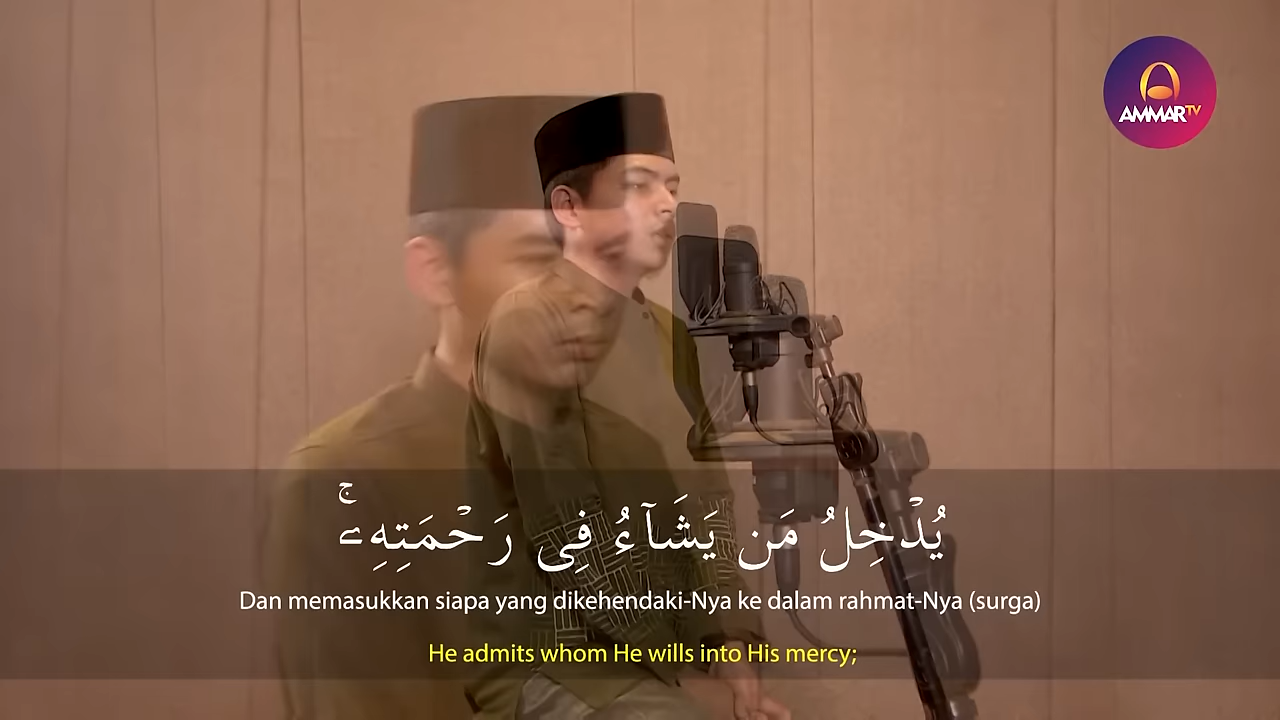 AMMARTV
يُدْخِلُ مَن يَشَآءُ فِى رَحْمَتِهِۦۚ
Dan memasukkan siapa yang dikehendaki-Nya ke dalam rahmat-Nya (surga)
He admits whom He wills into His mercy;